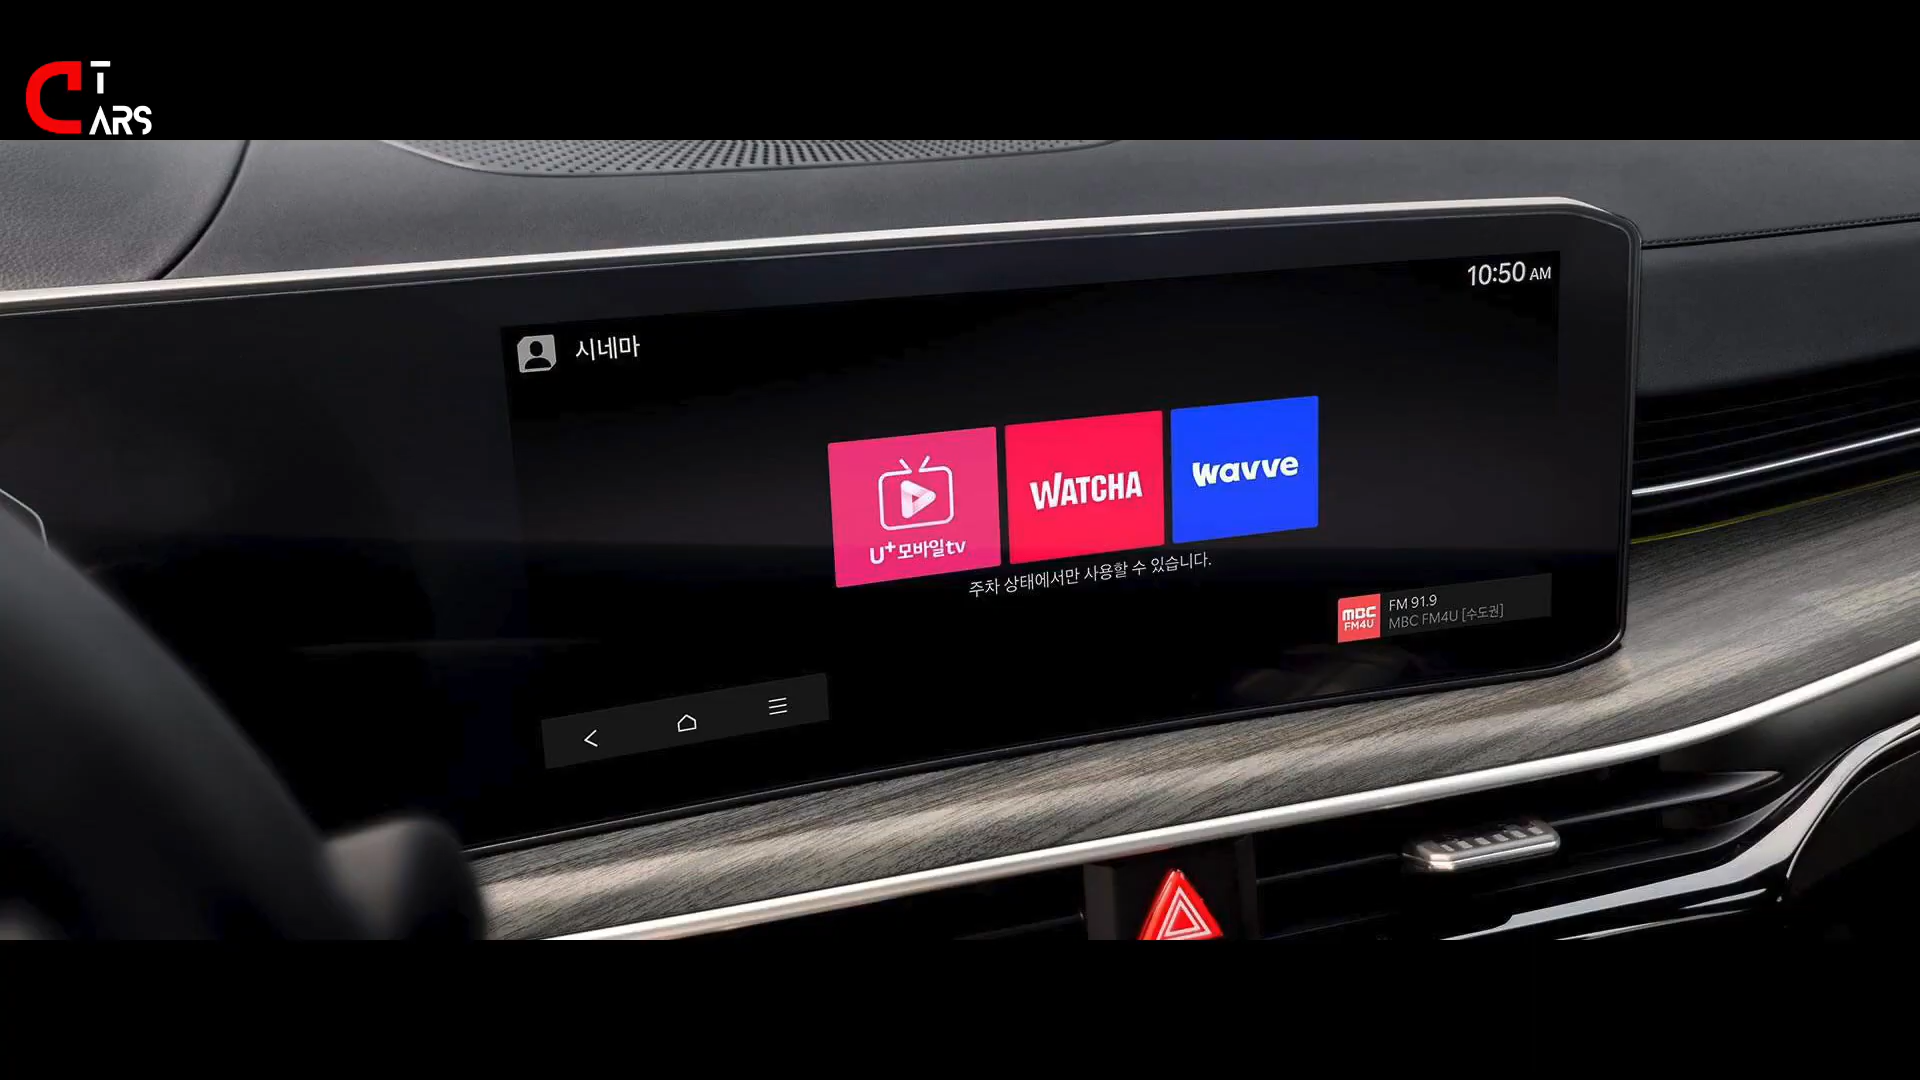 CT
ARS
10:50 AM
시네마
U+모바일tv
WATCHA
wavve
주차 상태에서만 사용할 수 있습니다.
MBC
FM4U
FM 91.9
MBC FM4U [수도권]